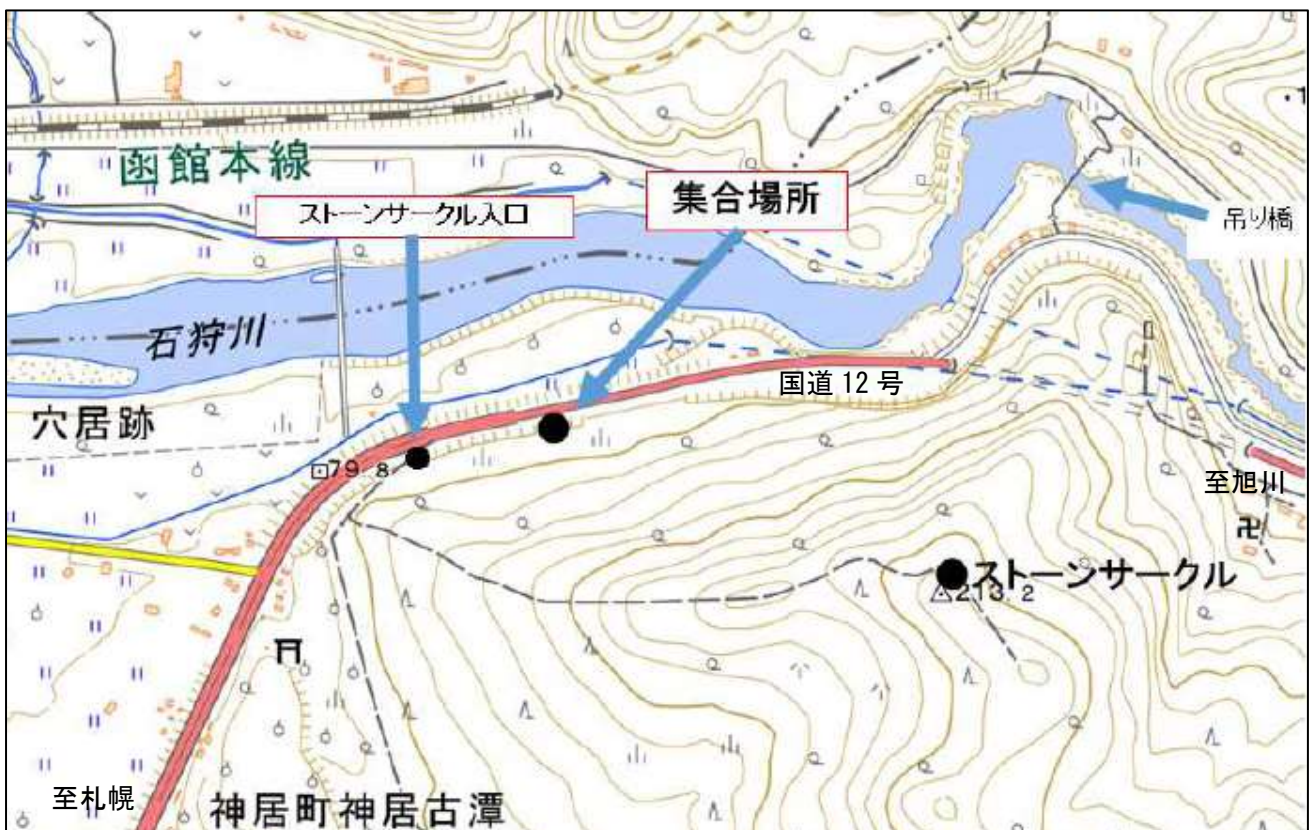 函館本線
ストーンサークル入口
集合場所
吊り橋
石狩川
国道12号
穴居跡
79.8
至旭川
ストーンサークル
213.2
至札幌
神居町神居古潭